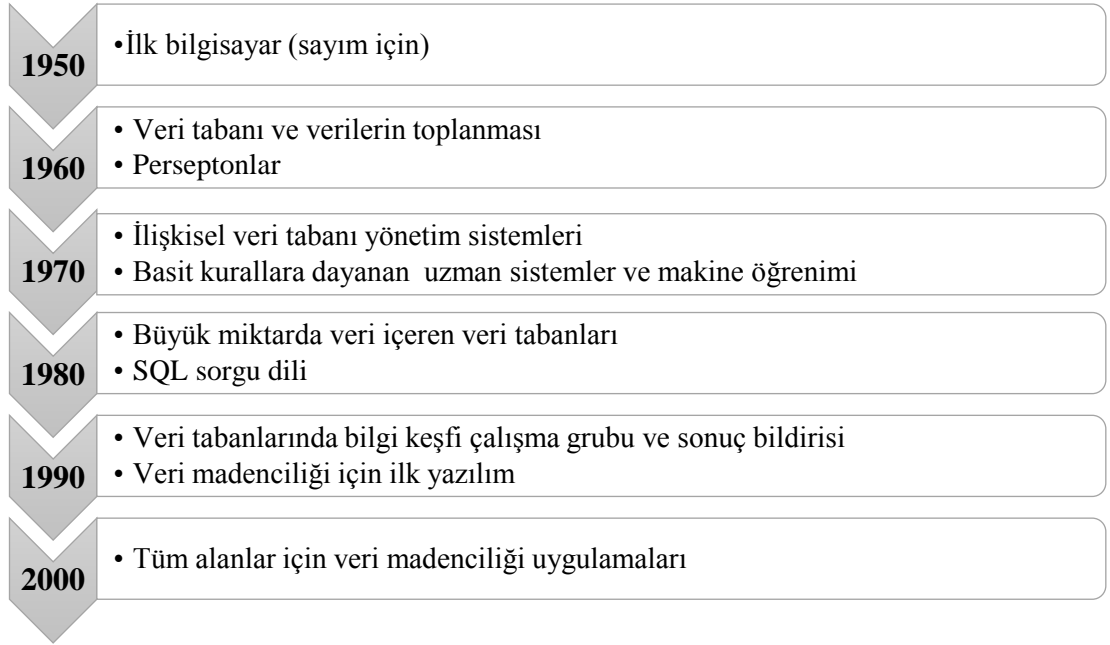 1950
•İlk bilgisayar (sayım için)
1960
• Veri tabanı ve verilerin toplanması
• Perseptonlar
1970
• İlişkisel veri tabanı yönetim sistemleri
• Basit kurallara dayanan uzman sistemler ve makine öğrenimi
1980
• Büyük miktarda veri içeren veri tabanları
• SQL sorgu dili
1990
• Veri tabanlarında bilgi keşfi çalışma grubu ve sonuç bildirisi
• Veri madenciliği için ilk yazılım
2000
• Tüm alanlar için veri madenciliği uygulamaları